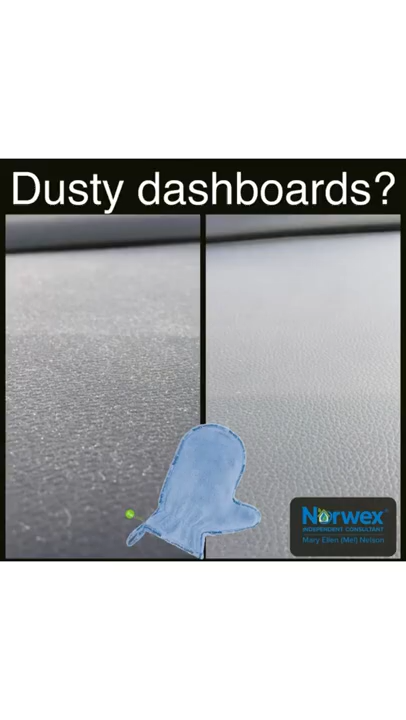 Dusty dashboards?
Norwex
INDEPENDENT CONSULTANT
Mary Ellen (Mel) Nelson